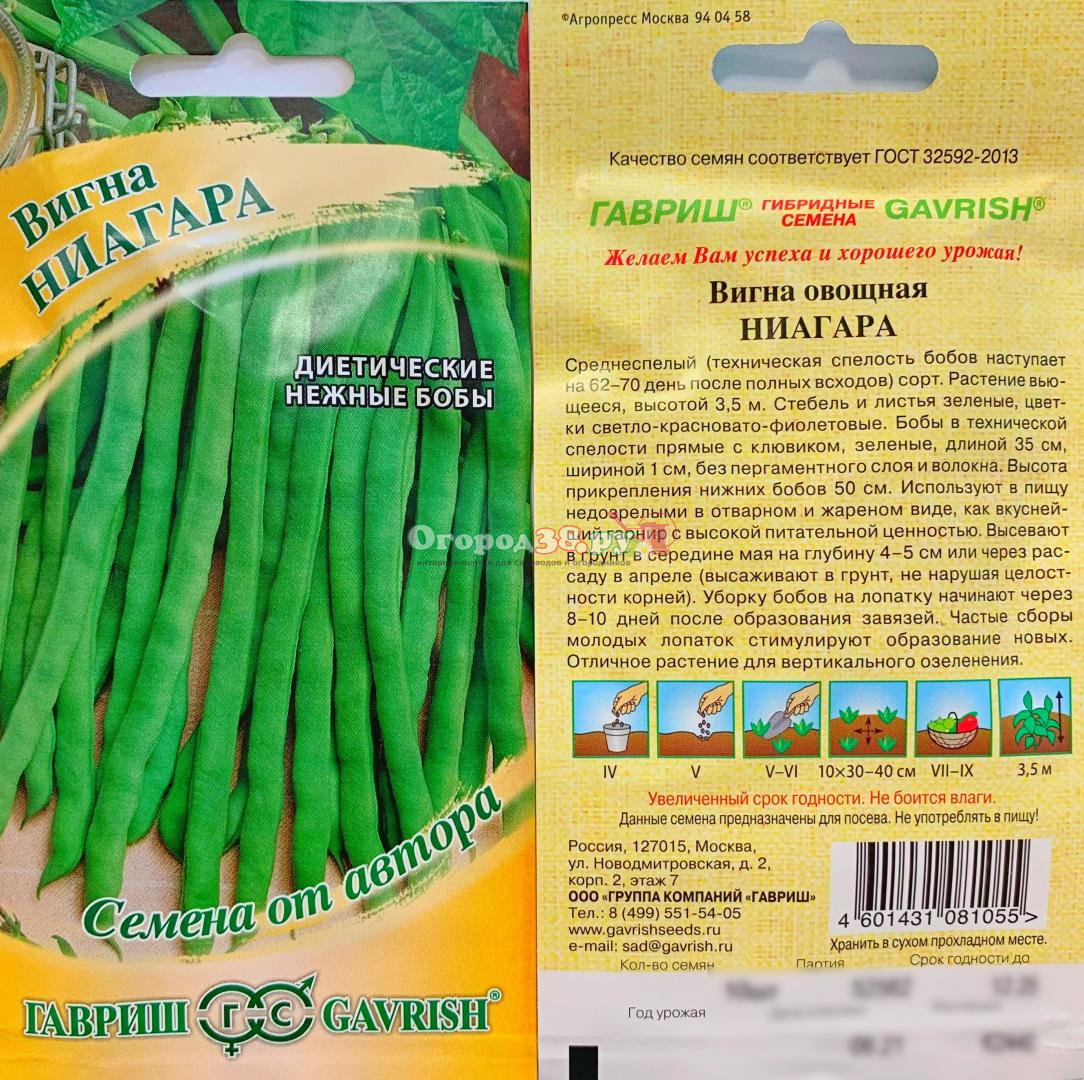 Вигна
НИАГАРА
ДИЕТИЧЕСКИЕ
НЕЖНЫЕ БОБЫ
Семена от автора
ГАВРИШ ГС GAVRISH®
Огород38.ру
интернет-портал для садоводов и огородников
©Агропресс Москва 94 04 58
Качество семян соответствует ГОСТ 32592-2013
ГАВРИШ® ГИБРИДНЫЕ СЕМЕНА GAVRISH®
Желаем Вам успеха и хорошего урожая!
Вигна овощная
НИАГАРА
Среднеспелый (техническая спелость бобов наступает
на 62–70 день после полных всходов) сорт. Растение вью-
щееся, высотой 3,5 м. Стебель и листья зеленые, цвет-
ки светло-красновато-фиолетовые. Бобы в технической
спелости прямые с клювиком, зеленые, длиной 35 см,
шириной 1 см, без пергаментного слоя и волокна. Высота
прикрепления нижних бобов 50 см. Используют в пищу
недозрелыми в отварном и жареном виде, как вкусней-
ший гарнир с высокой питательной ценностью. Высевают
в грунт в середине мая на глубину 4–5 см или через рас-
саду в апреле (высаживают в грунт, не нарушая целост-
ности корней). Уборку бобов на лопатку начинают через
8–10 дней после образования завязей. Частые сборы
молодых лопаток стимулируют образование новых.
Отличное растение для вертикального озеленения.
IV V V–VI 10×30–40 см VII–IX 3,5 м
Увеличенный срок годности. Не боится влаги.
Данные семена предназначены для посева. Не употреблять в пищу!
Россия, 127015, Москва,
ул. Новодмитровская, д. 2,
корп. 2, этаж 7
ООО «ГРУППА КОМПАНИЙ «ГАВРИШ»
Тел.: 8 (499) 551-54-05
www.gavrishseeds.ru
e-mail: sad@gavrish.ru
4 601431 081055 >
Хранить в сухом прохладном месте.
Кол-во семян Партия Срок годности до
Год урожая